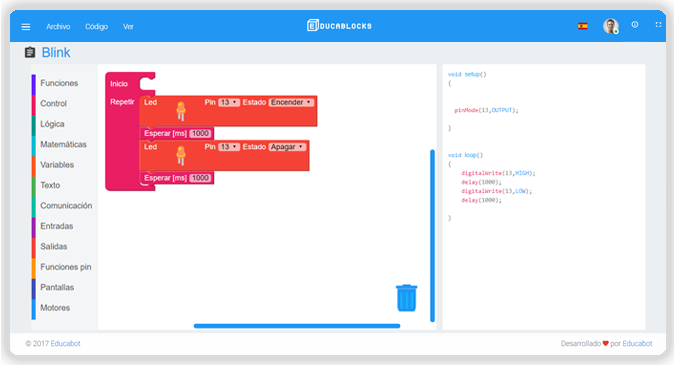 Archivo Código Ver EDUCABLOCKS
Blink
Funciones
Control
Lógica
Matemáticas
Variables
Texto
Comunicación
Entradas
Salidas
Funciones pin
Pantallas
Motores
Inicio
Repetir
Led Pin 13 Estado Encender
Esperar [ms] 1000
Led Pin 13 Estado Apagar
Esperar [ms] 1000
void setup()
{
pinMode(13,OUTPUT);
}
void loop()
{
digitalWrite(13,HIGH);
delay(1000);
digitalWrite(13,LOW);
delay(1000);
}
© 2017 Educabot
Desarrollado ❤ por Educabot